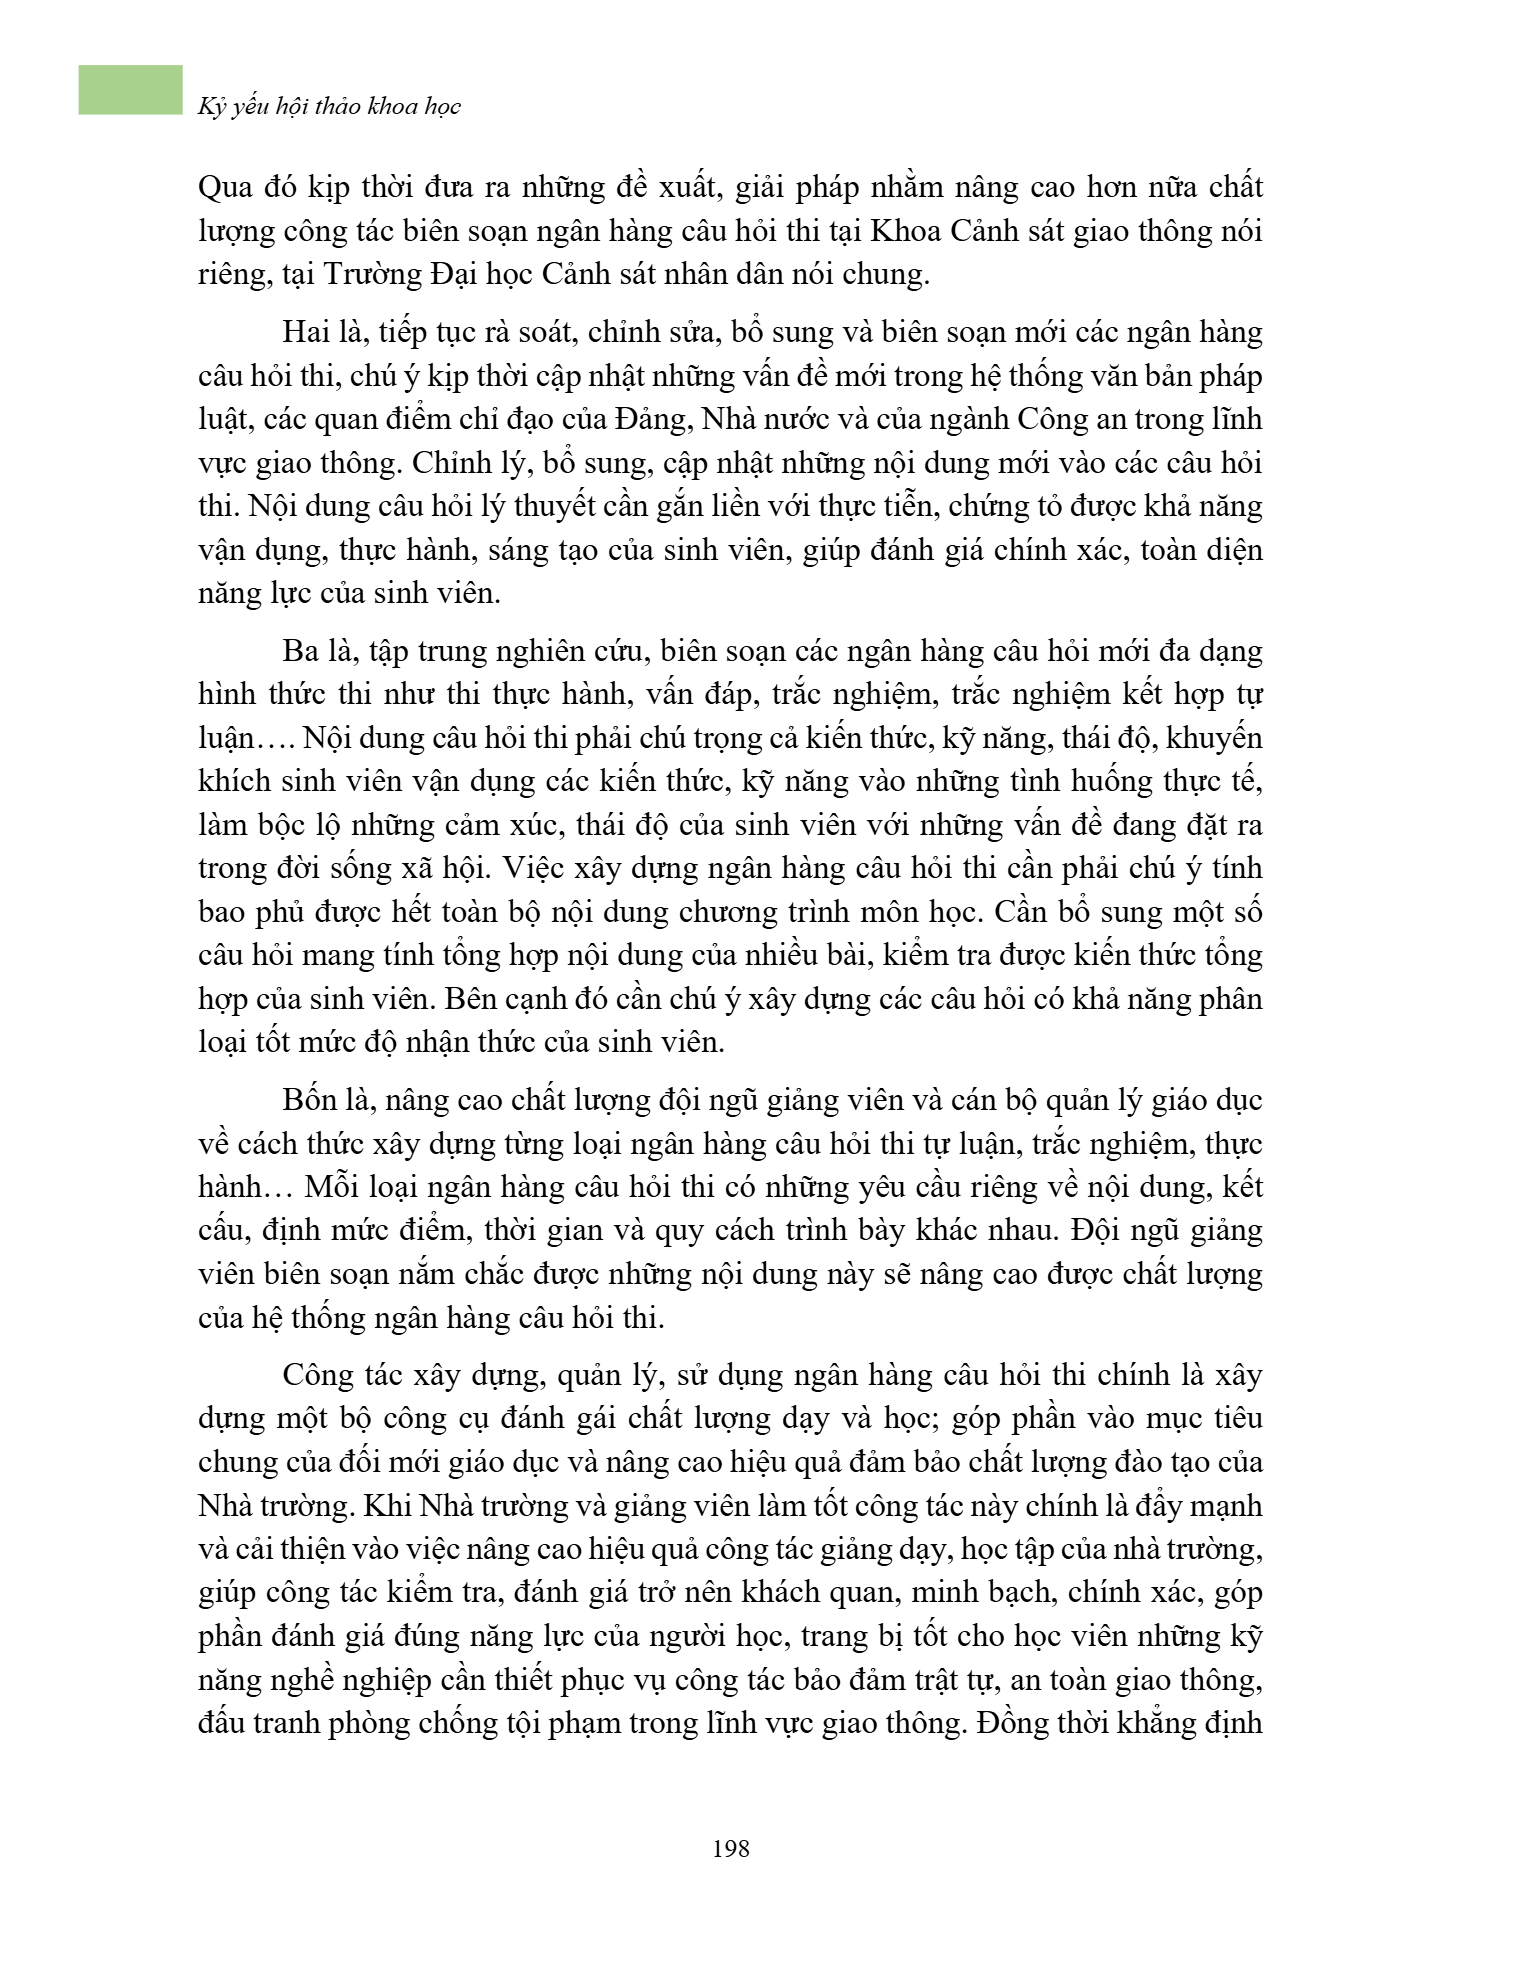 Kỷ yếu hội thảo khoa học
Qua đó kịp thời đưa ra những đề xuất, giải pháp nhằm nâng cao hơn nữa chất
lượng công tác biên soạn ngân hàng câu hỏi thi tại Khoa Cảnh sát giao thông nói
riêng, tại Trường Đại học Cảnh sát nhân dân nói chung.
Hai là, tiếp tục rà soát, chỉnh sửa, bổ sung và biên soạn mới các ngân hàng
câu hỏi thi, chú ý kịp thời cập nhật những vấn đề mới trong hệ thống văn bản pháp
luật, các quan điểm chỉ đạo của Đảng, Nhà nước và của ngành Công an trong lĩnh
vực giao thông. Chỉnh lý, bổ sung, cập nhật những nội dung mới vào các câu hỏi
thi. Nội dung câu hỏi lý thuyết cần gắn liền với thực tiễn, chứng tỏ được khả năng
vận dụng, thực hành, sáng tạo của sinh viên, giúp đánh giá chính xác, toàn diện
năng lực của sinh viên.
Ba là, tập trung nghiên cứu, biên soạn các ngân hàng câu hỏi mới đa dạng
hình thức thi như thi thực hành, vấn đáp, trắc nghiệm, trắc nghiệm kết hợp tự
luận…. Nội dung câu hỏi thi phải chú trọng cả kiến thức, kỹ năng, thái độ, khuyến
khích sinh viên vận dụng các kiến thức, kỹ năng vào những tình huống thực tế,
làm bộc lộ những cảm xúc, thái độ của sinh viên với những vấn đề đang đặt ra
trong đời sống xã hội. Việc xây dựng ngân hàng câu hỏi thi cần phải chú ý tính
bao phủ được hết toàn bộ nội dung chương trình môn học. Cần bổ sung một số
câu hỏi mang tính tổng hợp nội dung của nhiều bài, kiểm tra được kiến thức tổng
hợp của sinh viên. Bên cạnh đó cần chú ý xây dựng các câu hỏi có khả năng phân
loại tốt mức độ nhận thức của sinh viên.
Bốn là, nâng cao chất lượng đội ngũ giảng viên và cán bộ quản lý giáo dục
về cách thức xây dựng từng loại ngân hàng câu hỏi thi tự luận, trắc nghiệm, thực
hành… Mỗi loại ngân hàng câu hỏi thi có những yêu cầu riêng về nội dung, kết
cấu, định mức điểm, thời gian và quy cách trình bày khác nhau. Đội ngũ giảng
viên biên soạn nắm chắc được những nội dung này sẽ nâng cao được chất lượng
của hệ thống ngân hàng câu hỏi thi.
Công tác xây dựng, quản lý, sử dụng ngân hàng câu hỏi thi chính là xây
dựng một bộ công cụ đánh gái chất lượng dạy và học; góp phần vào mục tiêu
chung của đối mới giáo dục và nâng cao hiệu quả đảm bảo chất lượng đào tạo của
Nhà trường. Khi Nhà trường và giảng viên làm tốt công tác này chính là đẩy mạnh
và cải thiện vào việc nâng cao hiệu quả công tác giảng dạy, học tập của nhà trường,
giúp công tác kiểm tra, đánh giá trở nên khách quan, minh bạch, chính xác, góp
phần đánh giá đúng năng lực của người học, trang bị tốt cho học viên những kỹ
năng nghề nghiệp cần thiết phục vụ công tác bảo đảm trật tự, an toàn giao thông,
đấu tranh phòng chống tội phạm trong lĩnh vực giao thông. Đồng thời khẳng định
198